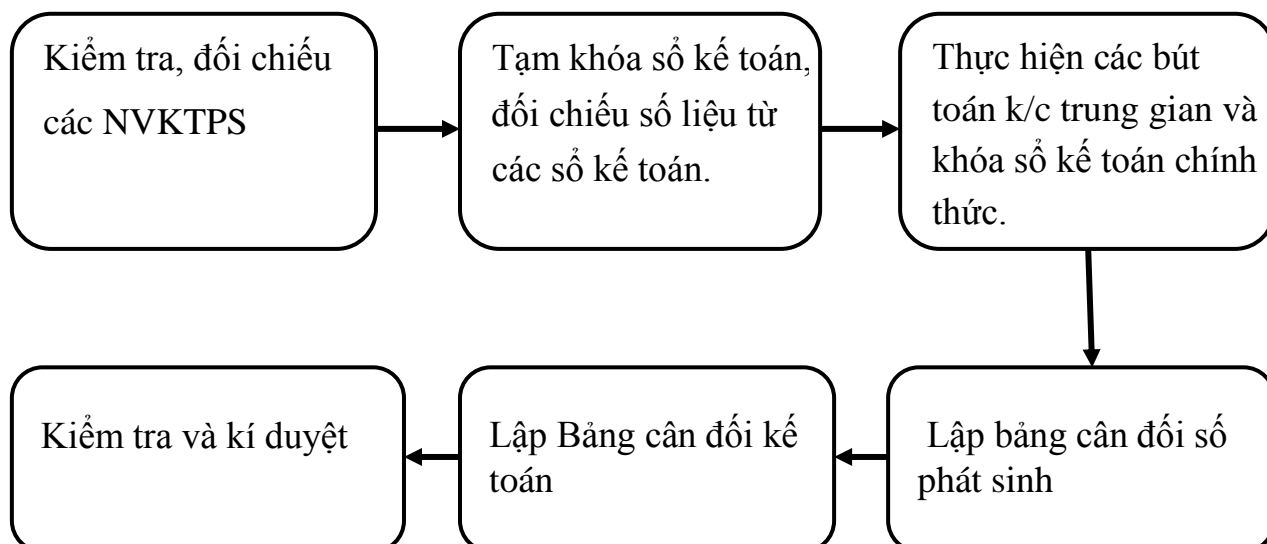 Kiểm tra, đối chiếu
các NVKTPS
Tạm khóa sổ kế toán,
đối chiếu số liệu từ
các sổ kế toán.
Thực hiện các bút
toán k/c trung gian và
khóa sổ kế toán chính
thức.
Lập bảng cân đối số
phát sinh
Lập Bảng cân đối kế
toán
Kiểm tra và kí duyệt